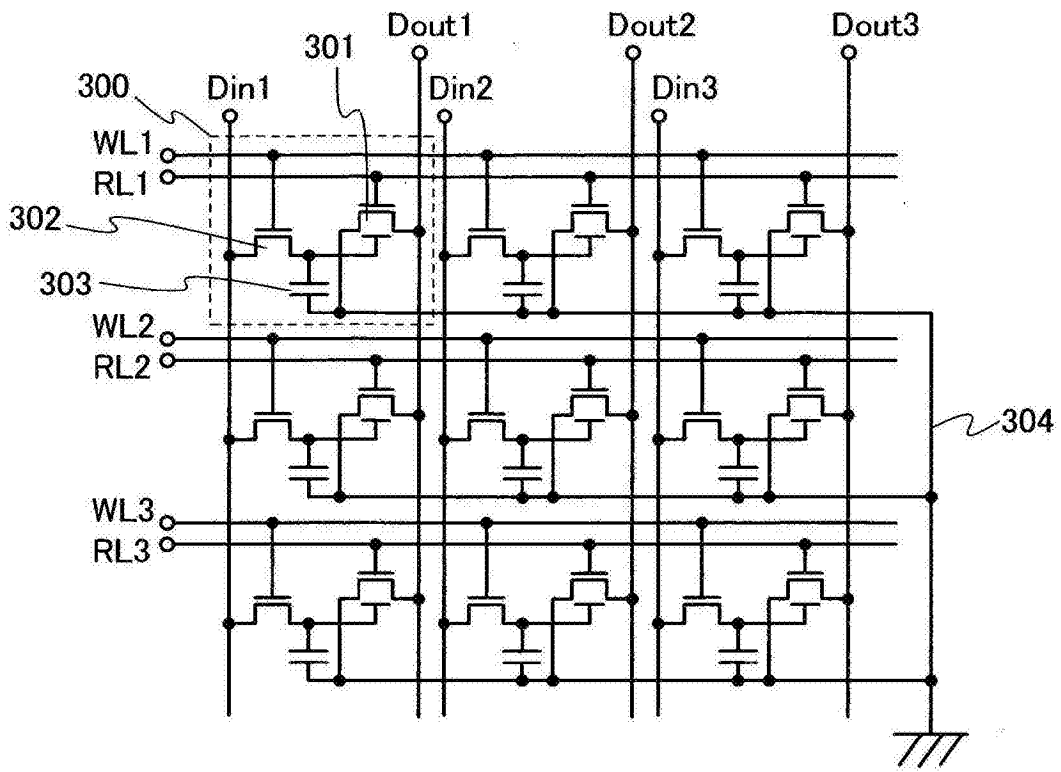 Dout1
Dout2
Dout3
301
300
Din1
Din2
Din3
WL1
RL1
302
303
WL2
RL2
304
WL3
RL3